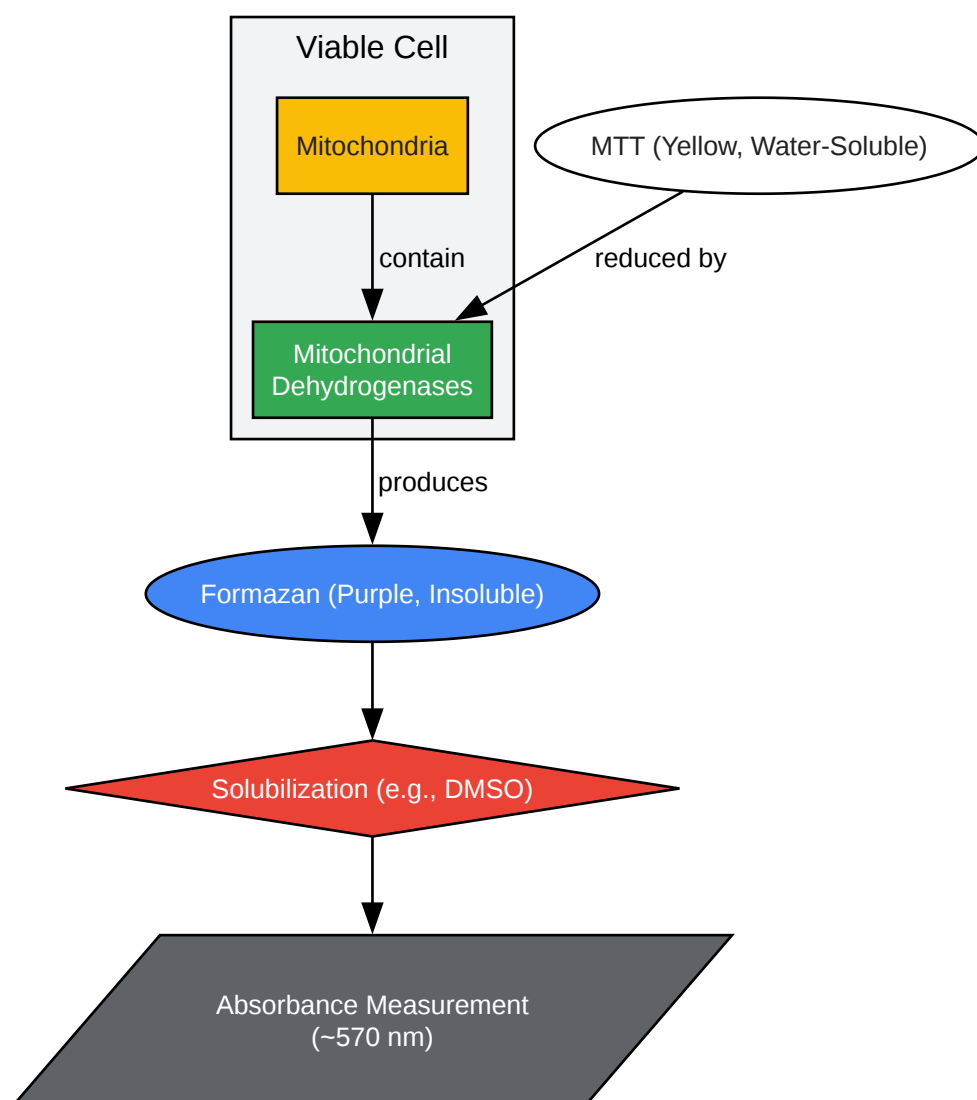 Viable Cell
Mitochondria
MTT (Yellow, Water-Soluble)
contain
reduced by
Mitochondrial
Dehydrogenases
produces
Formazan (Purple, Insoluble)
Solubilization (e.g., DMSO)
Absorbance Measurement
(~570 nm)